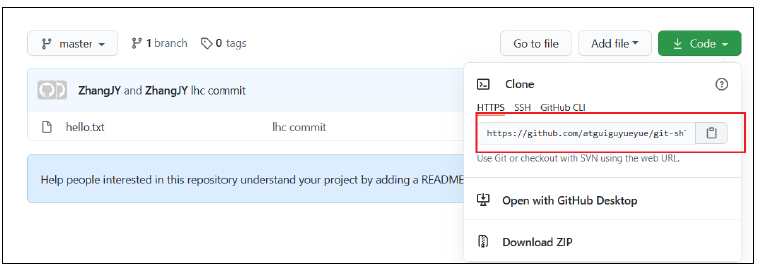 master
1 branch
0 tags
Go to file
Add file
Code
ZhangJY and ZhangJY lhc commit
hello.txt
lhc commit
Help people interested in this repository understand your project by adding a README
Clone
HTTPS SSH GitHub CLI
https://github.com/atguiguyueyue/git-sh
Use Git or checkout with SVN using the web URL.
Open with GitHub Desktop
Download ZIP